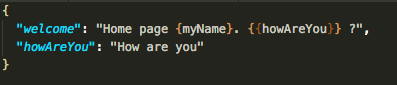 {
"welcome": "Home page {myName}. {{howAreYou}} ?",
"howAreYou": "How are you"
}